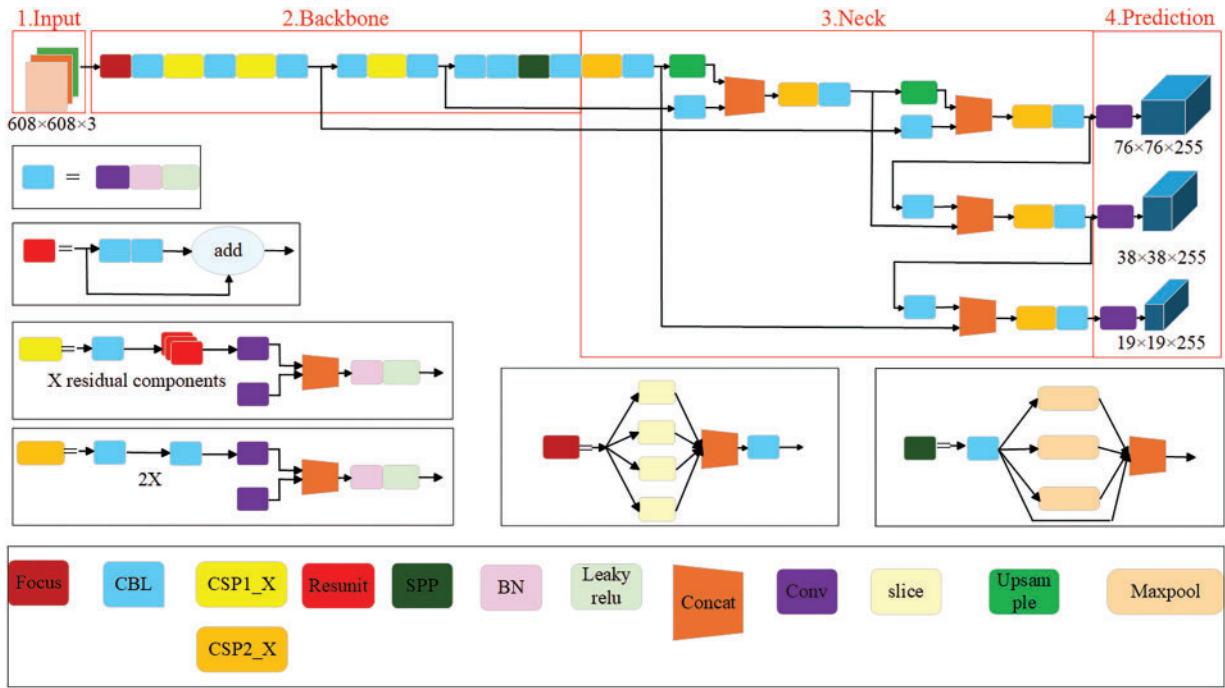 1.Input
2.Backbone
3.Neck
4.Prediction
608×608×3
76×76×255
=
add
=
38×38×255
=
X residual components
19×19×255
=
2X
=
=
Focus
CBL
CSP1_X
Resunit
SPP
BN
Leaky
relu
Concat
Conv
slice
Upsam
ple
Maxpool
CSP2_X